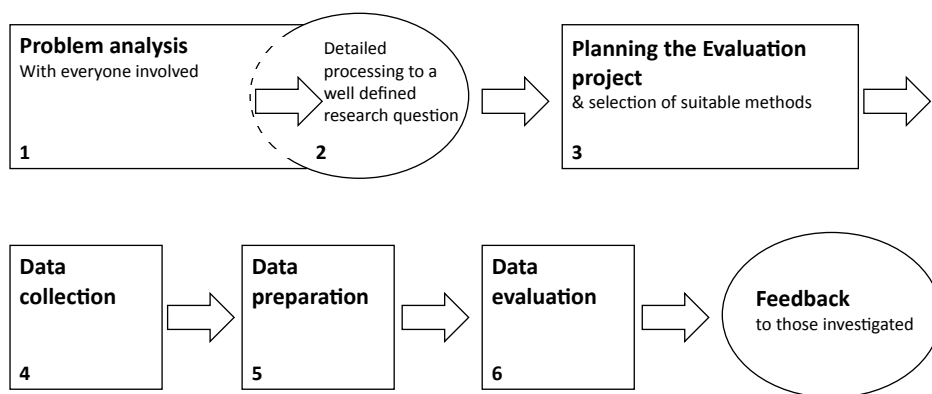 Problem analysis
With everyone involved
1
Detailed
processing to a
well defined
research question
2
Planning the Evaluation
project
& selection of suitable methods
3
Data
collection
4
Data
preparation
5
Data
evaluation
6
Feedback
to those investigated